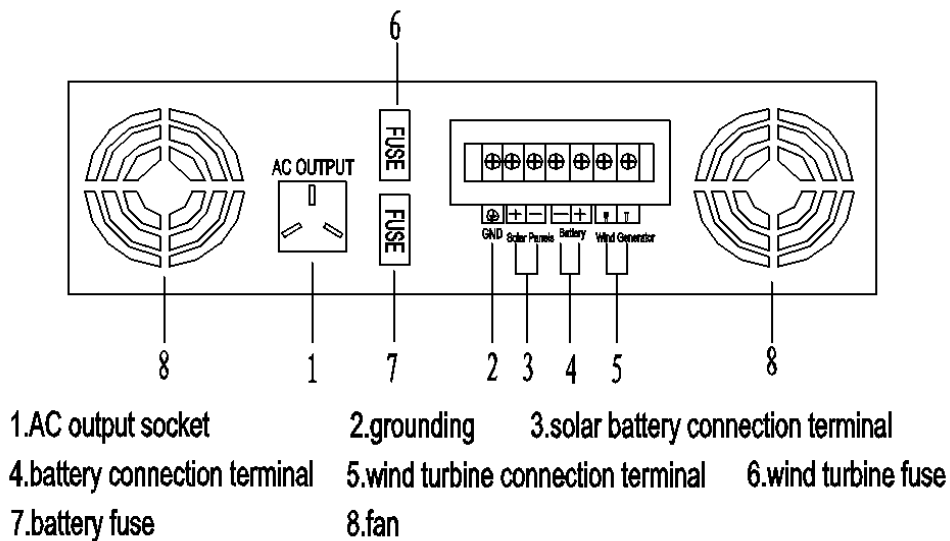 6
FUSE
AC OUTPUT
FUSE
+ − − +
GND Solar Panels Battery Wind Generator
8 1 7 2 3 4 5 8
1.AC output socket 2.grounding 3.solar battery connection terminal
4.battery connection terminal 5.wind turbine connection terminal 6.wind turbine fuse
7.battery fuse 8.fan